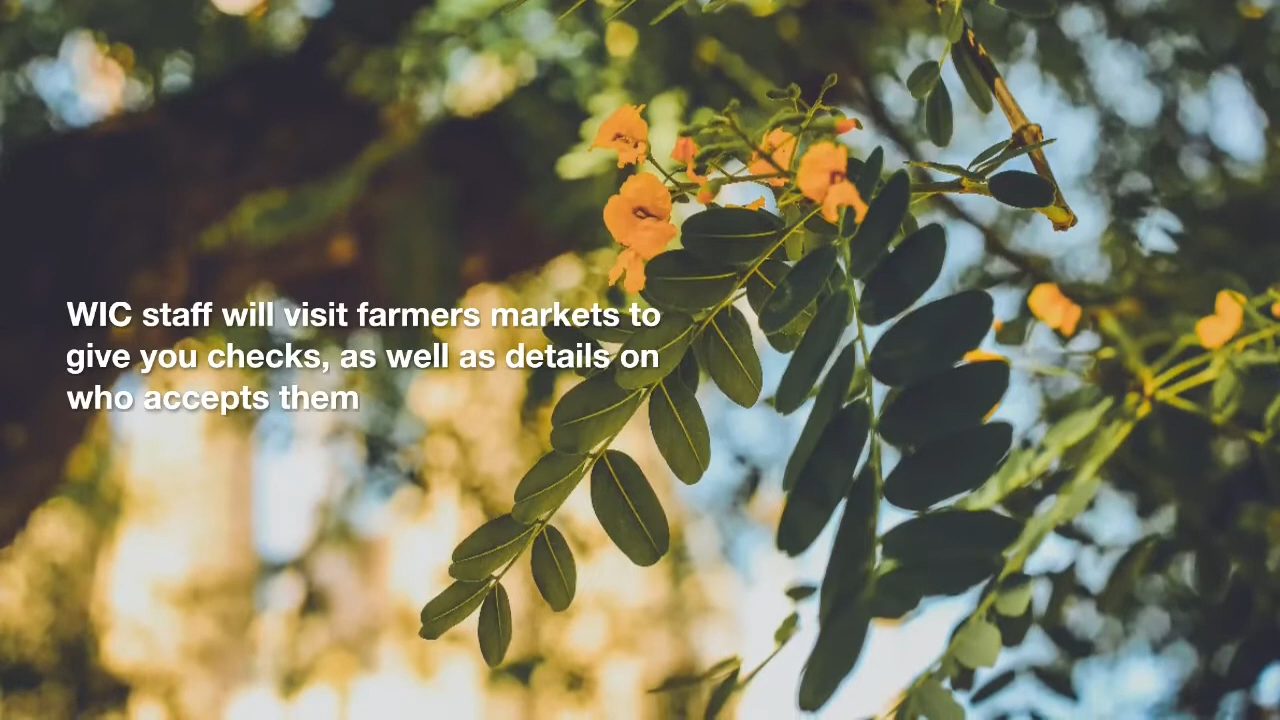 WIC staff will visit farmers markets to
give you checks, as well as details on
who accepts them